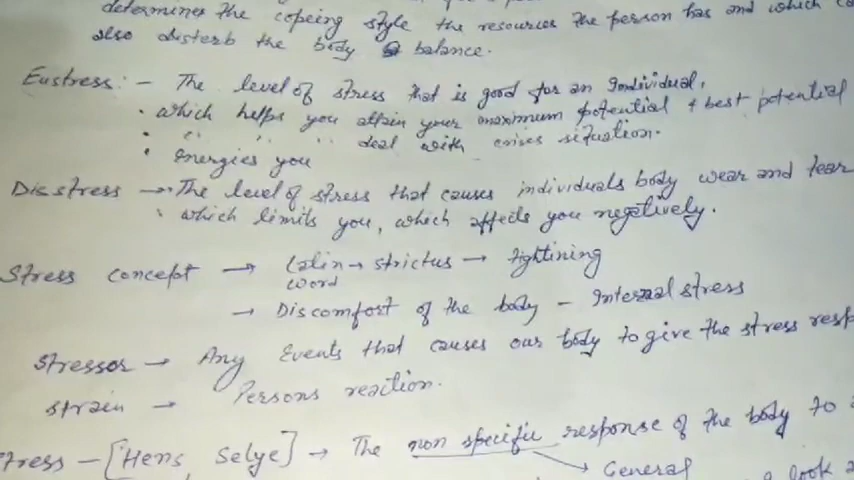 determines the copeing style the resources the person has and which
also disturb the body balance.
Eustress: - The level of stress that is good for an individual,
• which helps you attain your maximum potential & best potential
• " " " deal with crises situation.
• Energies you
Disstress → • The level of stress that causes individuals body wear and tear
• which limits you, which affects you negatively.
Stress concept → Latin → strictus → tightining
word
→ Discomfort of the body - Internal stress
Stressor → Any Events that causes our body to give the stress resp
Strain → Persons reaction.
tress - [Hens, Selye] → The non specific response of the body to
→ General
look